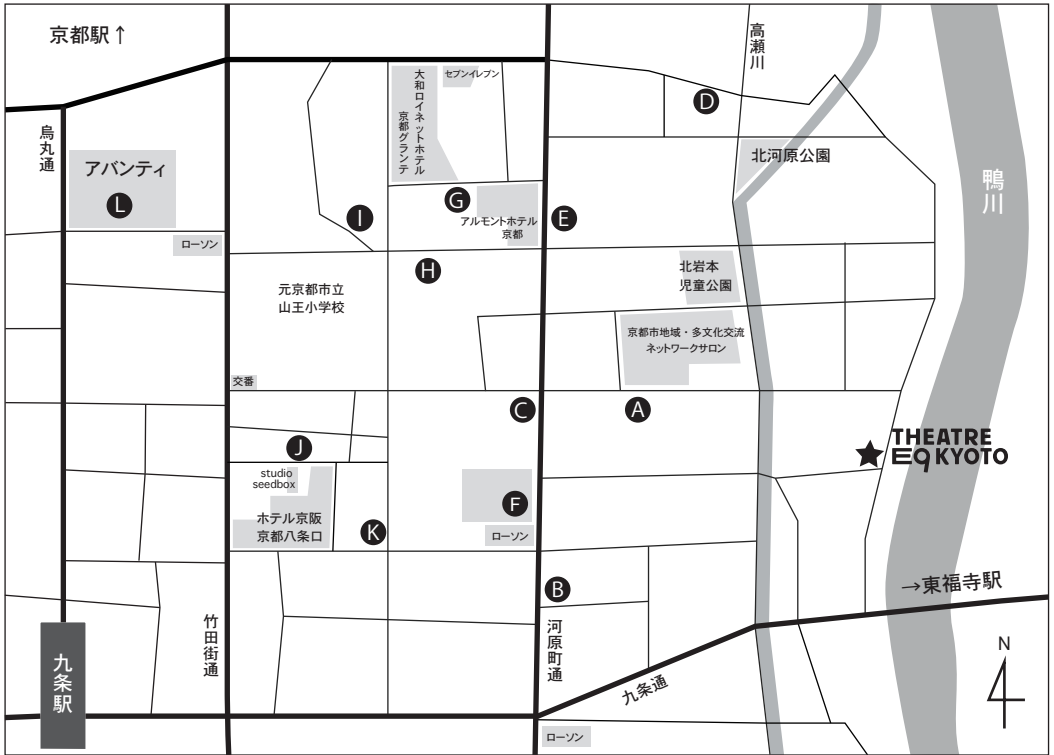 京都駅↑
高瀬川
セブンイレブン
大和ロイネットホテル
京都グランテ
D
烏丸通
アバンティ
北河原公園
鴨川
L
I
G
アルモントホテル
京都
E
ローソン
H
北岩本
児童公園
元京都市立
山王小学校
京都市地域・多文化交流
ネットワークサロン
交番
C
A
J
★ THEATRE
E9 KYOTO
studio
seedbox
F
ホテル京阪
京都八条口
K
ローソン
B
→東福寺駅
竹田街通
河原町通
九条駅
九条通
N
ローソン